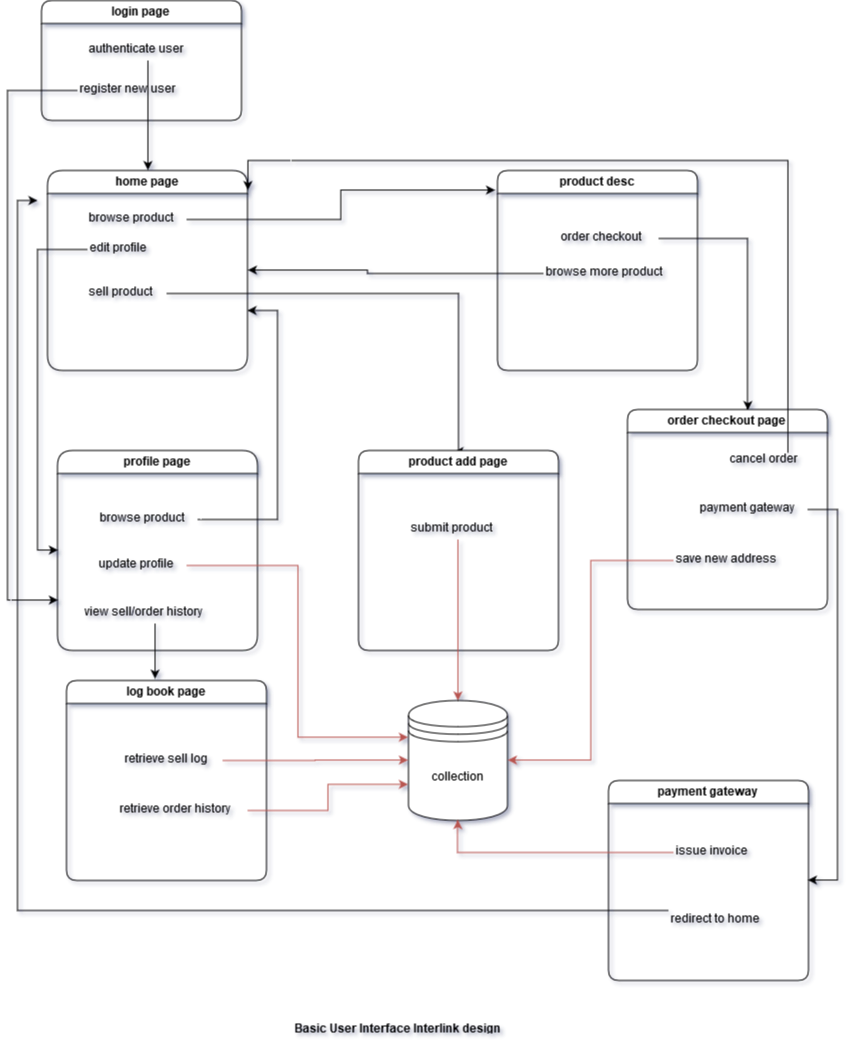 login page
authenticate user
register new user
home page
browse product
edit profile
sell product
product desc
order checkout
browse more product
order checkout page
cancel order
payment gateway
save new address
profile page
browse product
update profile
view sell/order history
product add page
submit product
log book page
retrieve sell log
retrieve order history
collection
payment gateway
issue invoice
redirect to home
Basic User Interface Interlink design